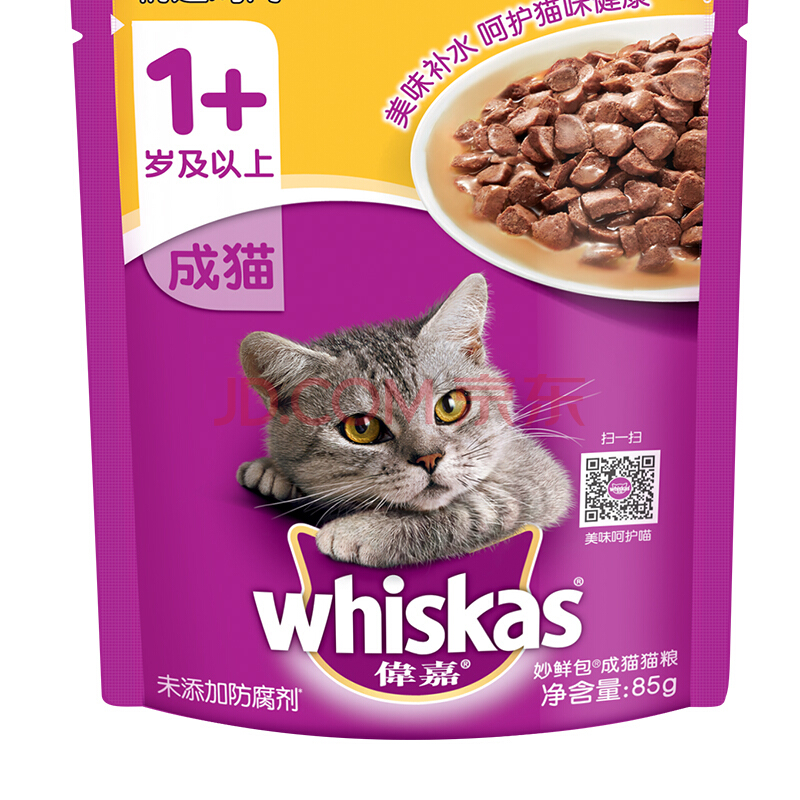 1+
岁及以上
成猫
美味补水 呵护猫咪健康
JD.COM 京东
扫一扫
whiskas
美味呵护喵
whiskas®
偉嘉®
未添加防腐剂
妙鲜包®成猫猫粮
净含量:85g